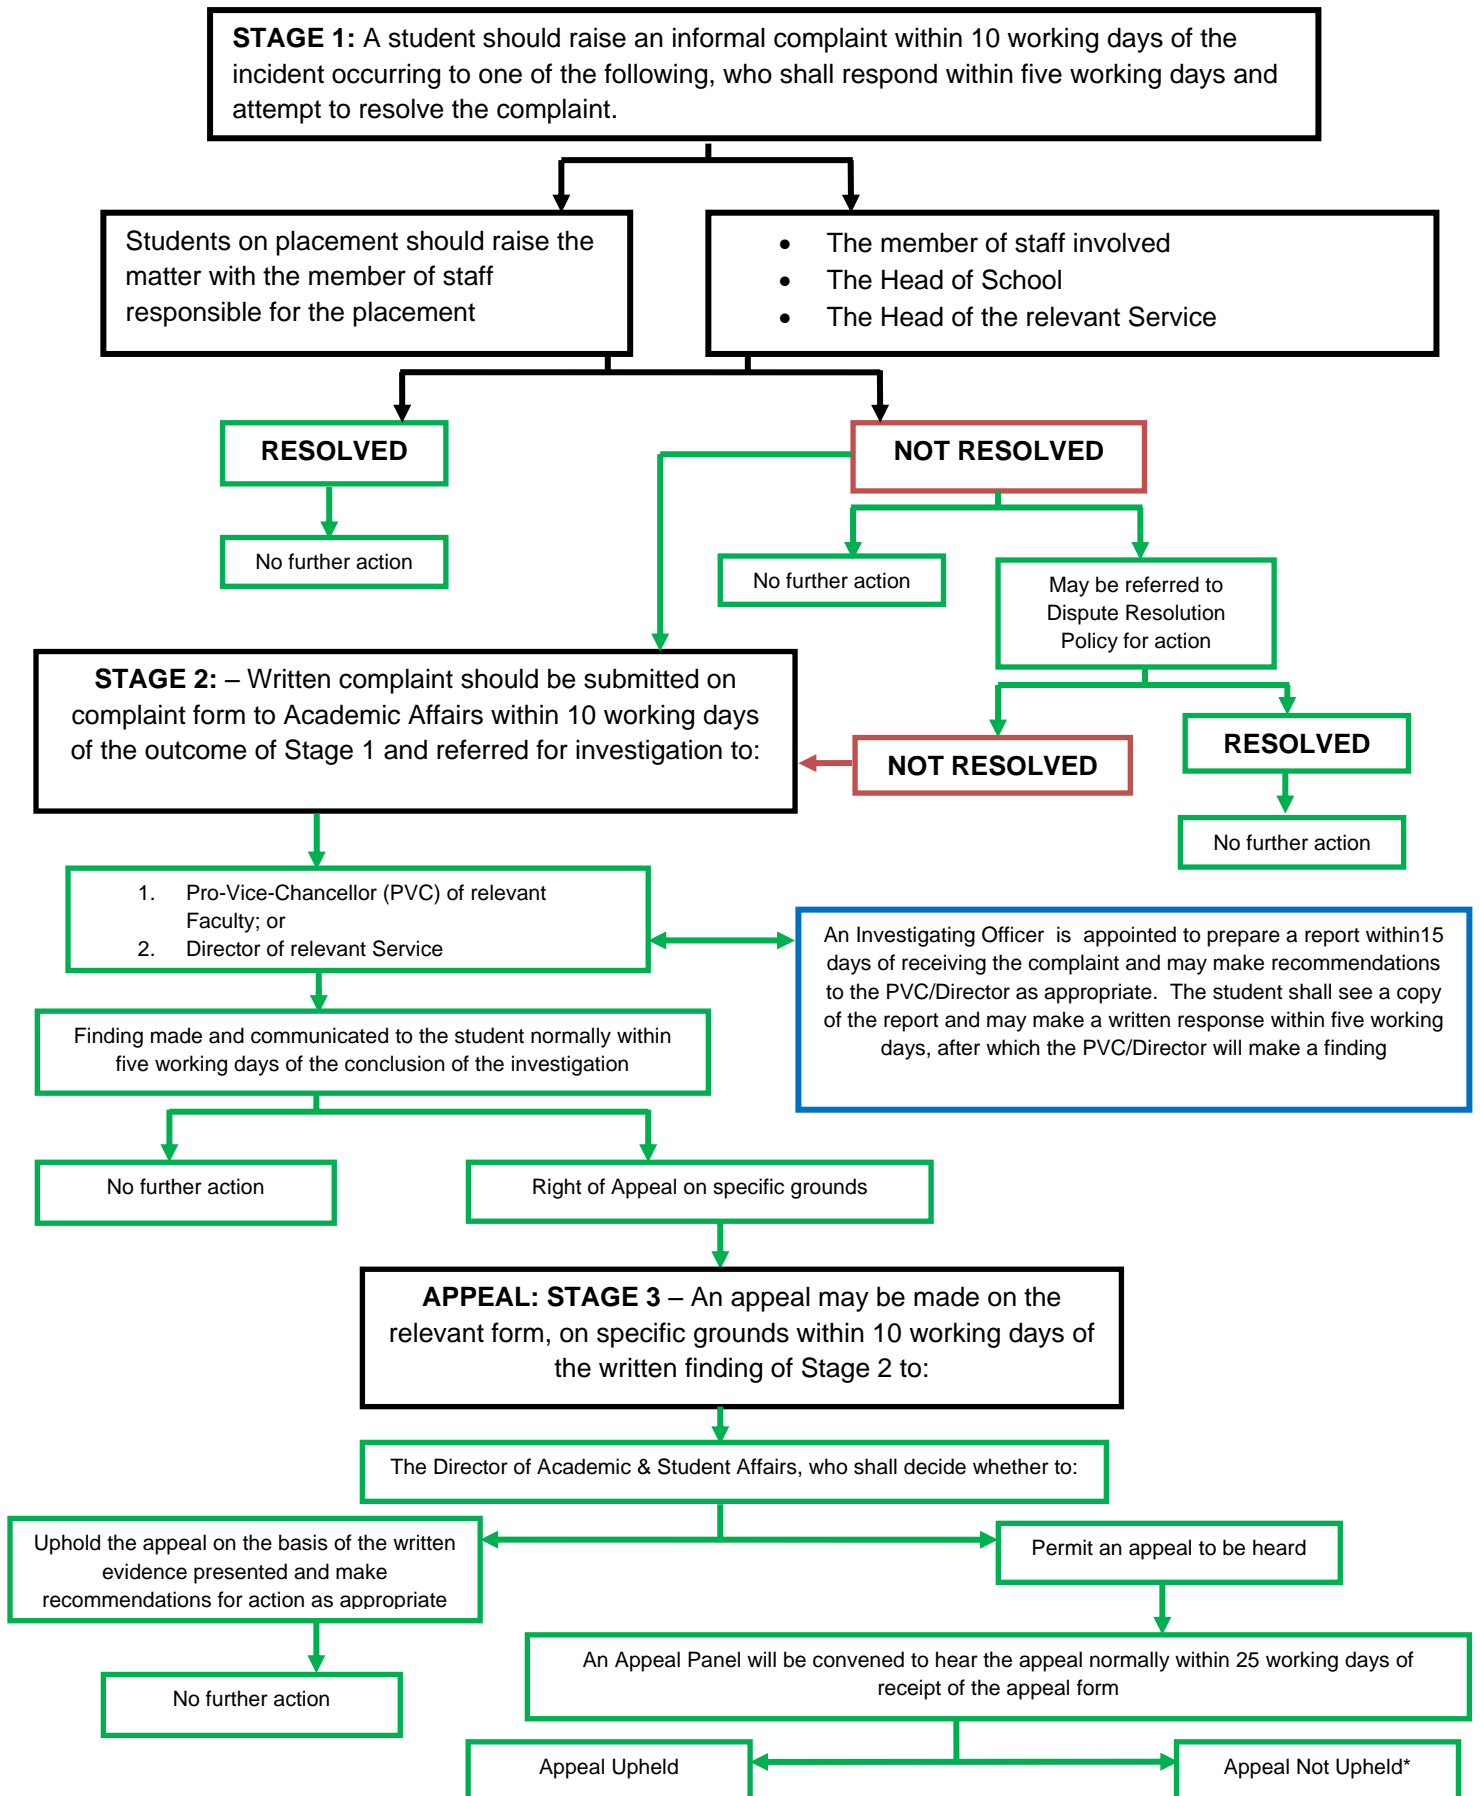 STAGE 1: A student should raise an informal complaint within 10 working days of the
incident occurring to one of the following, who shall respond within five working days and
attempt to resolve the complaint.
Students on placement should raise the
matter with the member of staff
responsible for the placement
• The member of staff involved
• The Head of School
• The Head of the relevant Service
RESOLVED
NOT RESOLVED
No further action
No further action
May be referred to
Dispute Resolution
Policy for action
STAGE 2: – Written complaint should be submitted on
complaint form to Academic Affairs within 10 working days
of the outcome of Stage 1 and referred for investigation to:
NOT RESOLVED
RESOLVED
No further action
1. Pro-Vice-Chancellor (PVC) of relevant
Faculty; or
2. Director of relevant Service
An Investigating Officer is appointed to prepare a report within15
days of receiving the complaint and may make recommendations
to the PVC/Director as appropriate. The student shall see a copy
of the report and may make a written response within five working
days, after which the PVC/Director will make a finding
Finding made and communicated to the student normally within
five working days of the conclusion of the investigation
No further action
Right of Appeal on specific grounds
APPEAL: STAGE 3 – An appeal may be made on the
relevant form, on specific grounds within 10 working days of
the written finding of Stage 2 to:
The Director of Academic & Student Affairs, who shall decide whether to:
Uphold the appeal on the basis of the written
evidence presented and make
recommendations for action as appropriate
Permit an appeal to be heard
No further action
An Appeal Panel will be convened to hear the appeal normally within 25 working days of
receipt of the appeal form
Appeal Upheld
Appeal Not Upheld*